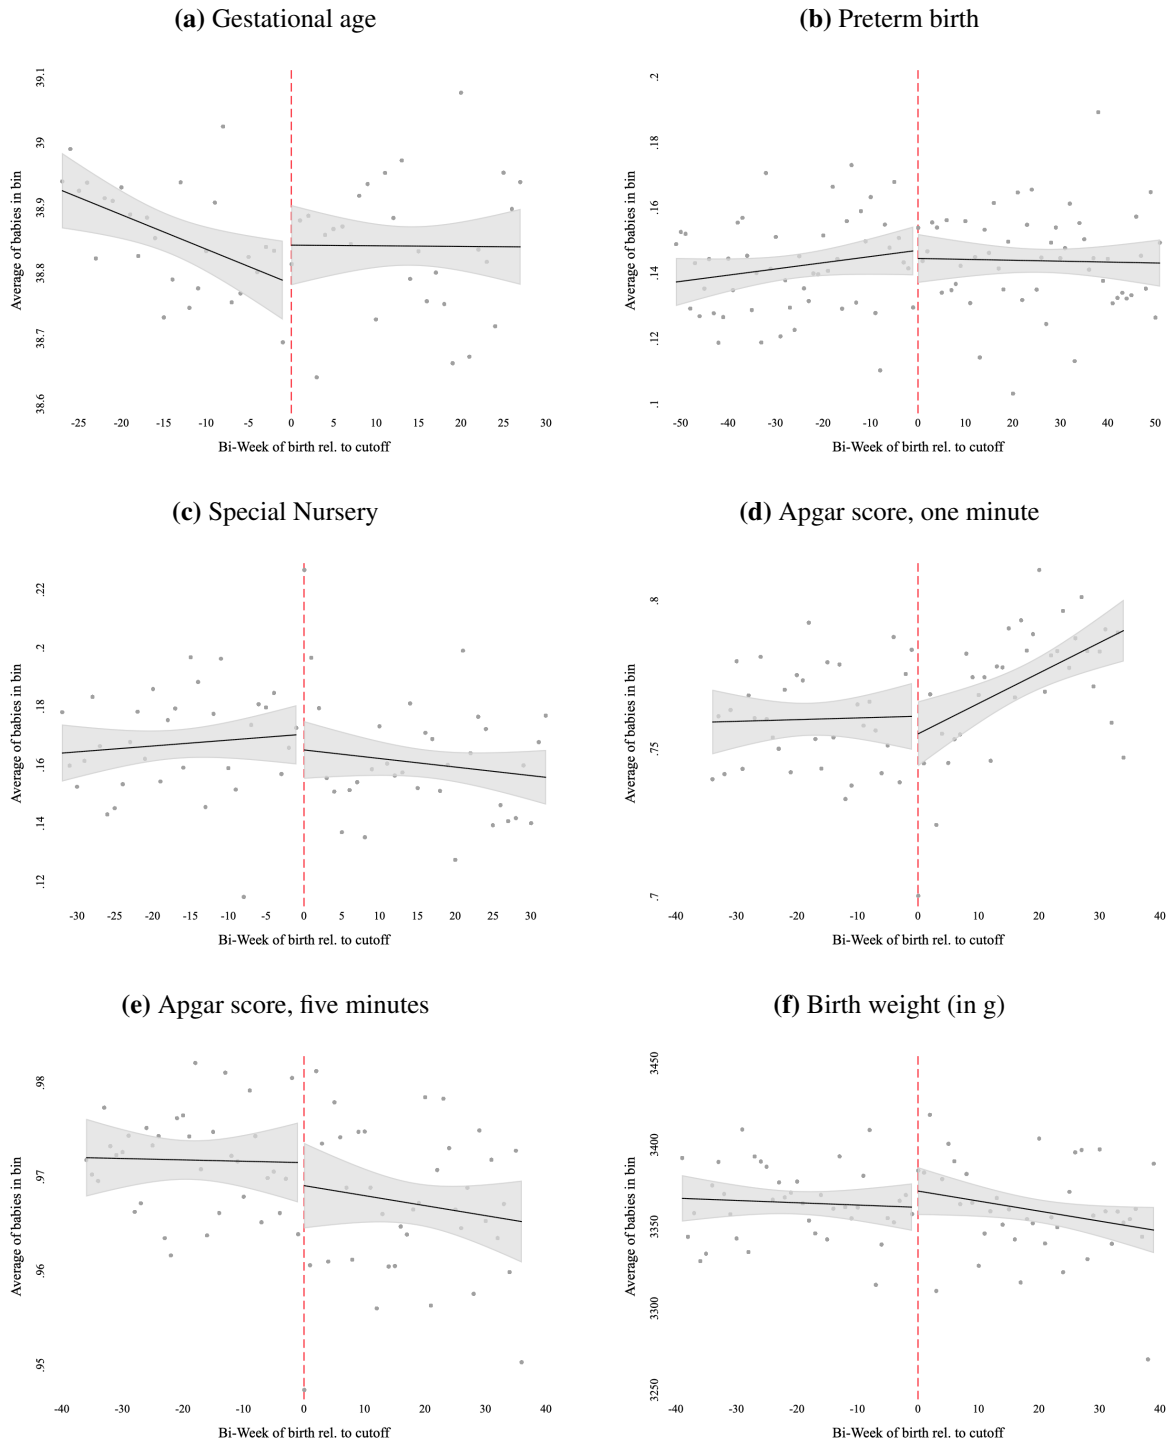 (a) Gestational age
Average of babies in bin
39.1
39
38.9
38.8
38.7
38.6
-25 -20 -15 -10 -5 0 5 10 15 20 25 30
Bi-Week of birth rel. to cutoff
(b) Preterm birth
Average of babies in bin
.2
.18
.16
.14
.12
.1
-50 -40 -30 -20 -10 0 10 20 30 40 50
Bi-Week of birth rel. to cutoff
(c) Special Nursery
Average of babies in bin
.22
.2
.18
.16
.14
.12
-30 -25 -20 -15 -10 -5 0 5 10 15 20 25 30
Bi-Week of birth rel. to cutoff
(d) Apgar score, one minute
Average of babies in bin
.8
.75
.7
-40 -30 -20 -10 0 10 20 30 40
Bi-Week of birth rel. to cutoff
(e) Apgar score, five minutes
Average of babies in bin
.98
.97
.96
.95
-40 -30 -20 -10 0 10 20 30 40
Bi-Week of birth rel. to cutoff
(f) Birth weight (in g)
Average of babies in bin
3450
3400
3350
3300
3250
-40 -30 -20 -10 0 10 20 30 40
Bi-Week of birth rel. to cutoff